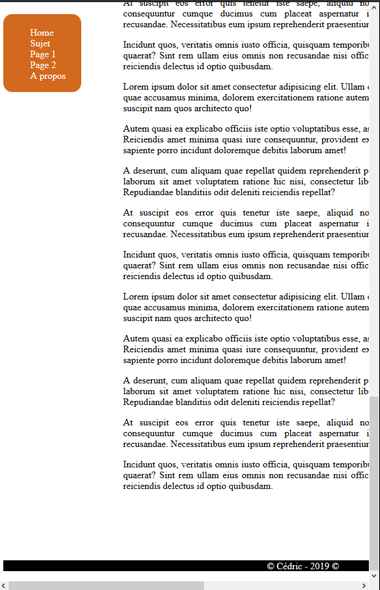 Home
Sujet
Page 1
Page 2
A propos
At suscipit eos error quis tenetur iste saepe, aliquid no
consequuntur cumque ducimus cum placeat aspernatur i
recusandae. Necessitatibus eum ipsum reprehenderit praesentium
Incidunt quos, veritatis omnis iusto officia, quisquam temporib
quaerat? Sint rem ullam eius omnis non recusandae nisi offic
reiciendis delectus id optio quibusdam.
Lorem ipsum dolor sit amet consectetur adipisicing elit. Ullam
quae accusamus minima, dolorem exercitationem ratione autem
suscipit nam quos architecto quo!
Autem quasi ea explicabo officiis iste optio voluptatibus esse, as
Reiciendis amet minima quasi iure consequuntur, provident ex
sapiente porro incidunt doloremque debitis laborum amet!
A deserunt, cum aliquam quae repellat quidem reprehenderit p
laborum sit amet voluptatem ratione hic nisi, consectetur lib
Repudiandae blanditiis odit deleniti reiciendis repellat?
At suscipit eos error quis tenetur iste saepe, aliquid no
consequuntur cumque ducimus cum placeat aspernatur i
recusandae. Necessitatibus eum ipsum reprehenderit praesentium
Incidunt quos, veritatis omnis iusto officia, quisquam temporib
quaerat? Sint rem ullam eius omnis non recusandae nisi offic
reiciendis delectus id optio quibusdam.
Lorem ipsum dolor sit amet consectetur adipisicing elit. Ullam
quae accusamus minima, dolorem exercitationem ratione autem
suscipit nam quos architecto quo!
Autem quasi ea explicabo officiis iste optio voluptatibus esse, as
Reiciendis amet minima quasi iure consequuntur, provident ex
sapiente porro incidunt doloremque debitis laborum amet!
A deserunt, cum aliquam quae repellat quidem reprehenderit p
laborum sit amet voluptatem ratione hic nisi, consectetur lib
Repudiandae blanditiis odit deleniti reiciendis repellat?
At suscipit eos error quis tenetur iste saepe, aliquid no
consequuntur cumque ducimus cum placeat aspernatur i
recusandae. Necessitatibus eum ipsum reprehenderit praesentium
Incidunt quos, veritatis omnis iusto officia, quisquam temporib
quaerat? Sint rem ullam eius omnis non recusandae nisi offic
reiciendis delectus id optio quibusdam.
© Cédric - 2019 ©